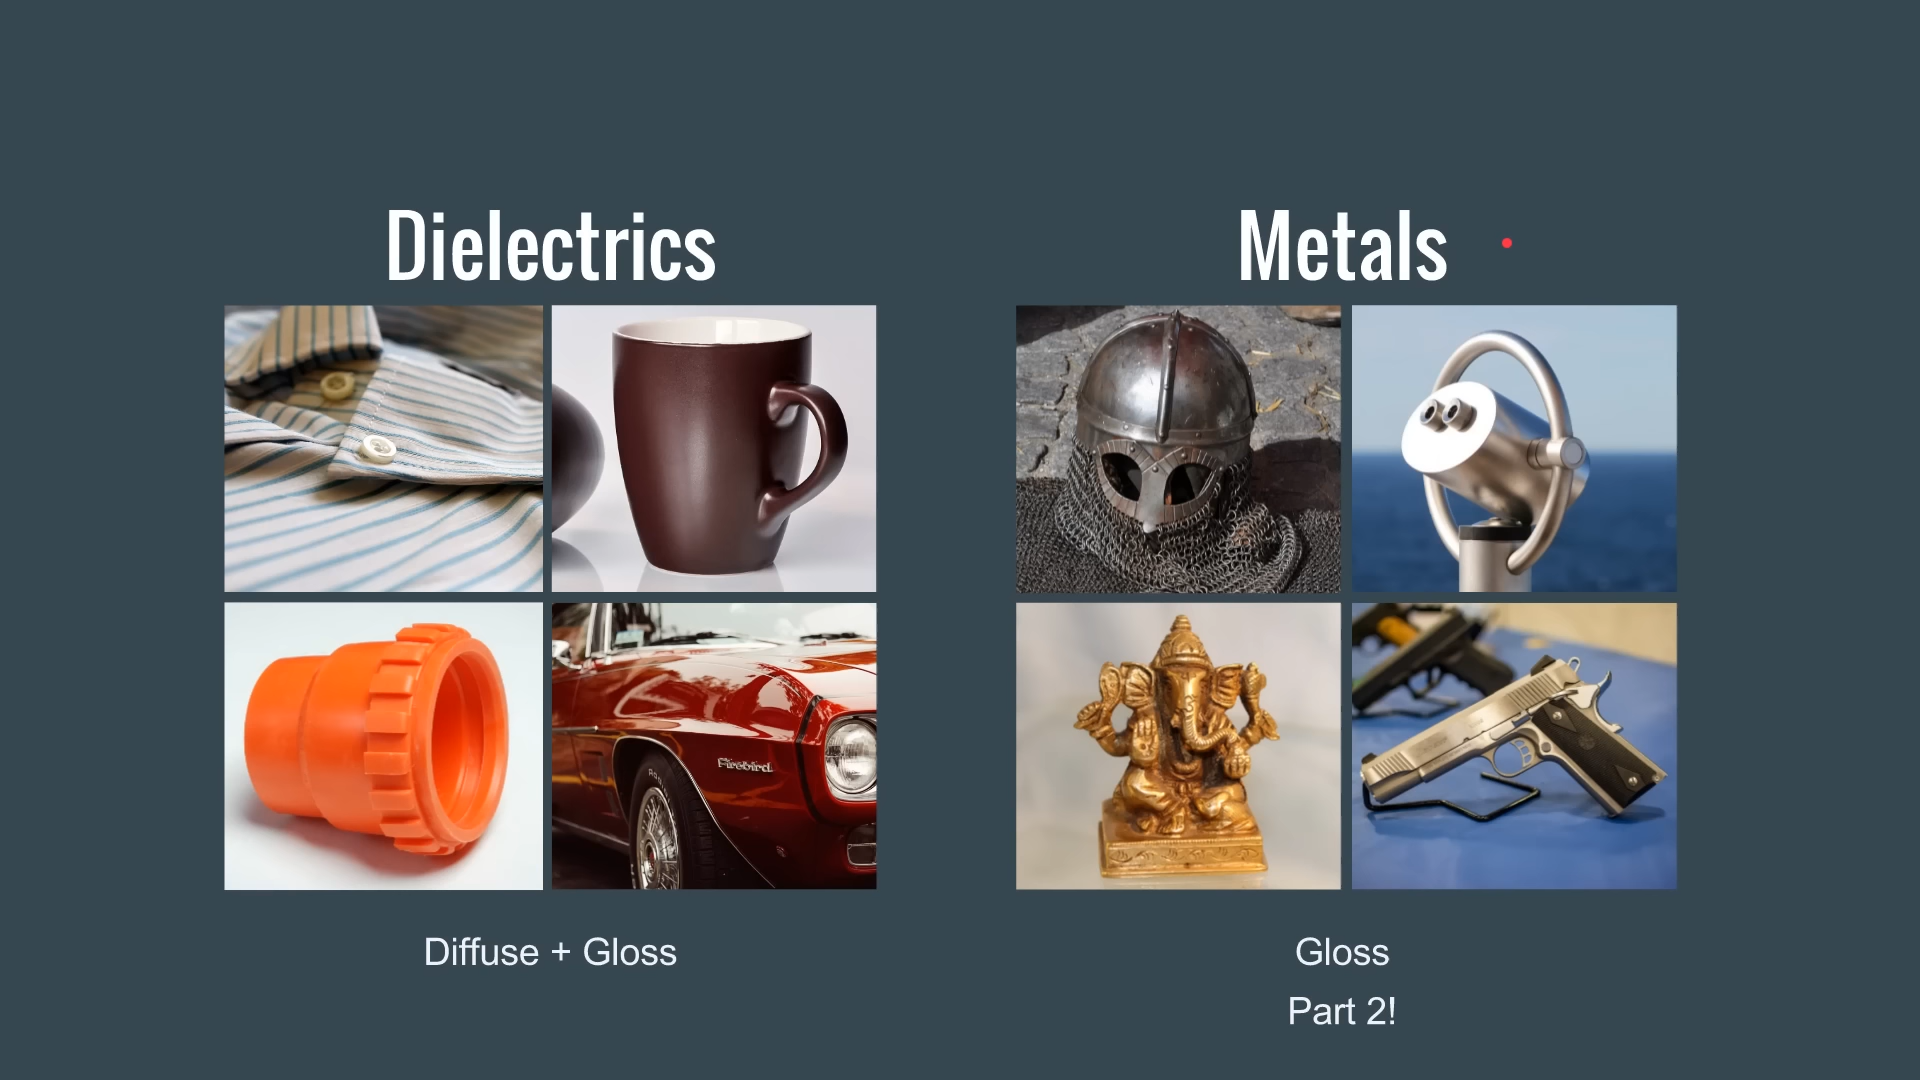 Dielectrics
Metals
Firebird
Diffuse + Gloss
Gloss
Part 2!